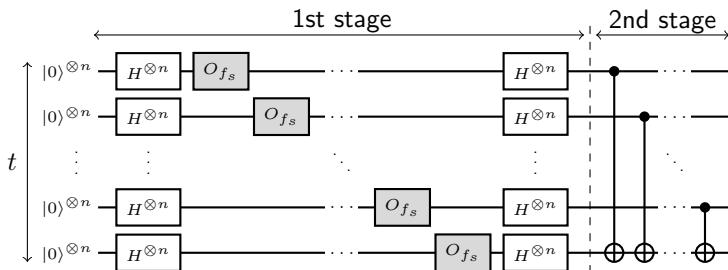 1st stage 2nd stage
|0⟩^{⊗n} H^{⊗n} O_{f_s} ··· H^{⊗n} ···
|0⟩^{⊗n} H^{⊗n} O_{f_s} ··· H^{⊗n} ···
t ⋮ ⋮ ⋱ ⋮ ⋱
|0⟩^{⊗n} H^{⊗n} O_{f_s} H^{⊗n}
|0⟩^{⊗n} H^{⊗n} ··· O_{f_s} H^{⊗n} ···